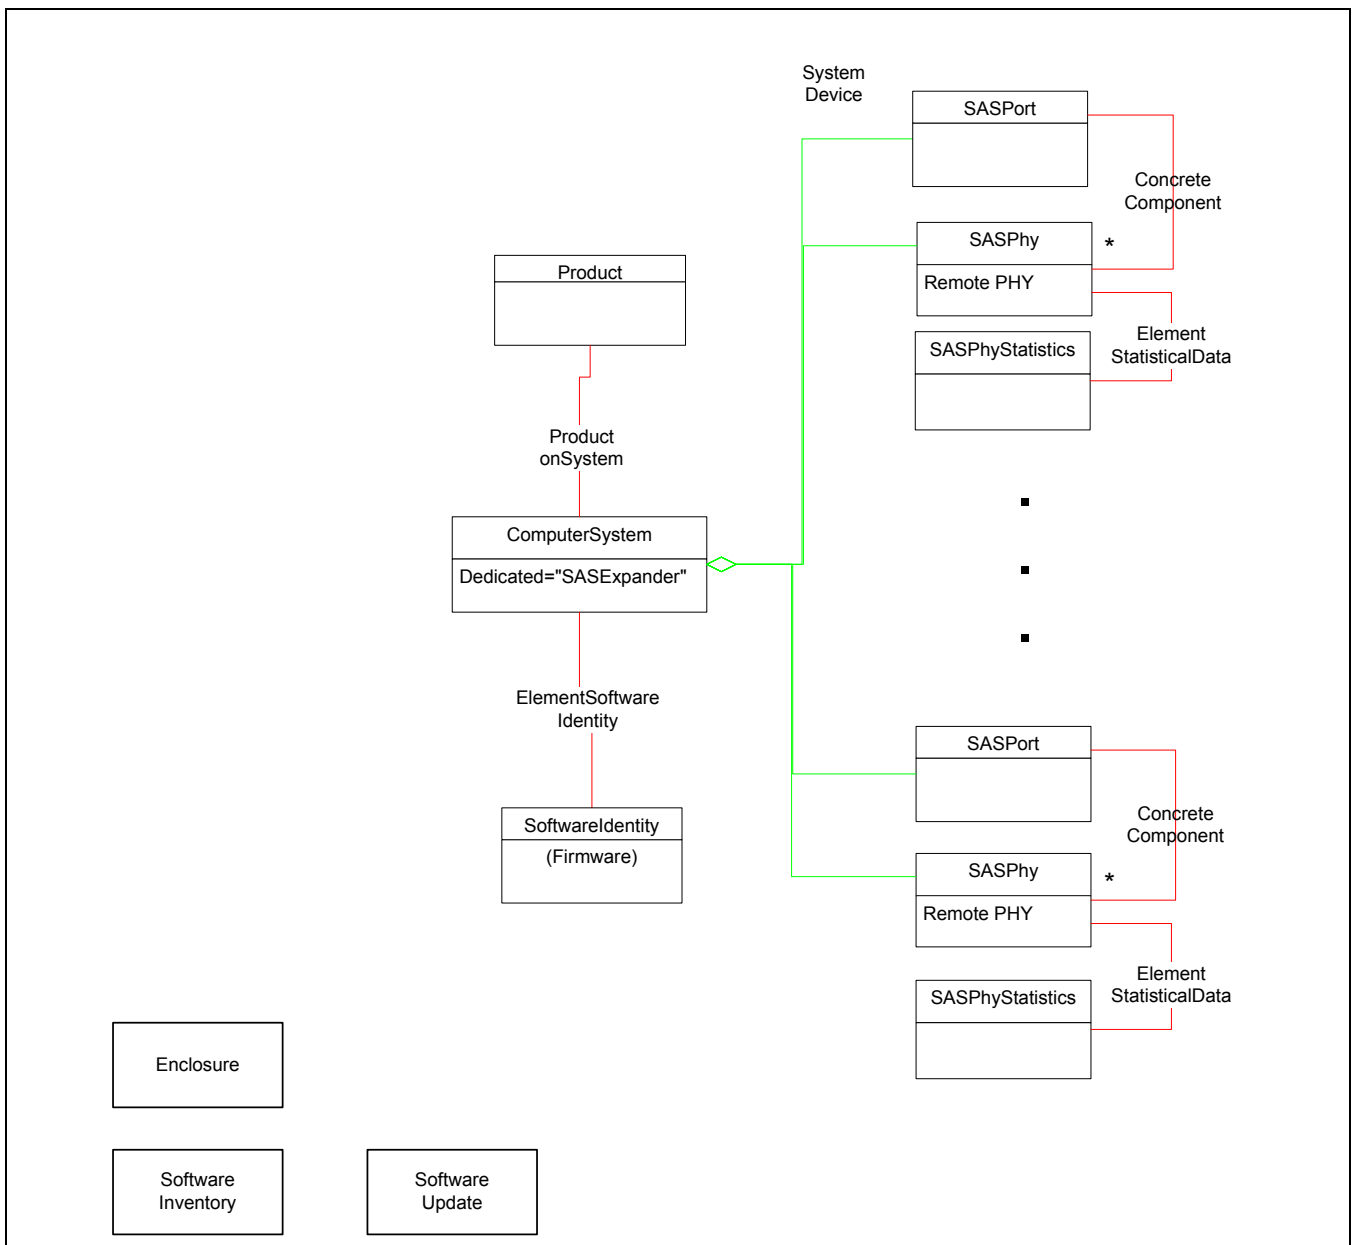 System
Device
SASPort
Concrete
Component
SASPhy
*
Remote PHY
Product
Element
StatisticalData
SASPhyStatistics
Product
onSystem
ComputerSystem
Dedicated="SASExpander"
ElementSoftware
Identity
SASPort
Concrete
Component
SoftwareIdentity
(Firmware)
SASPhy
*
Remote PHY
Element
StatisticalData
SASPhyStatistics
Enclosure
Software
Inventory
Software
Update